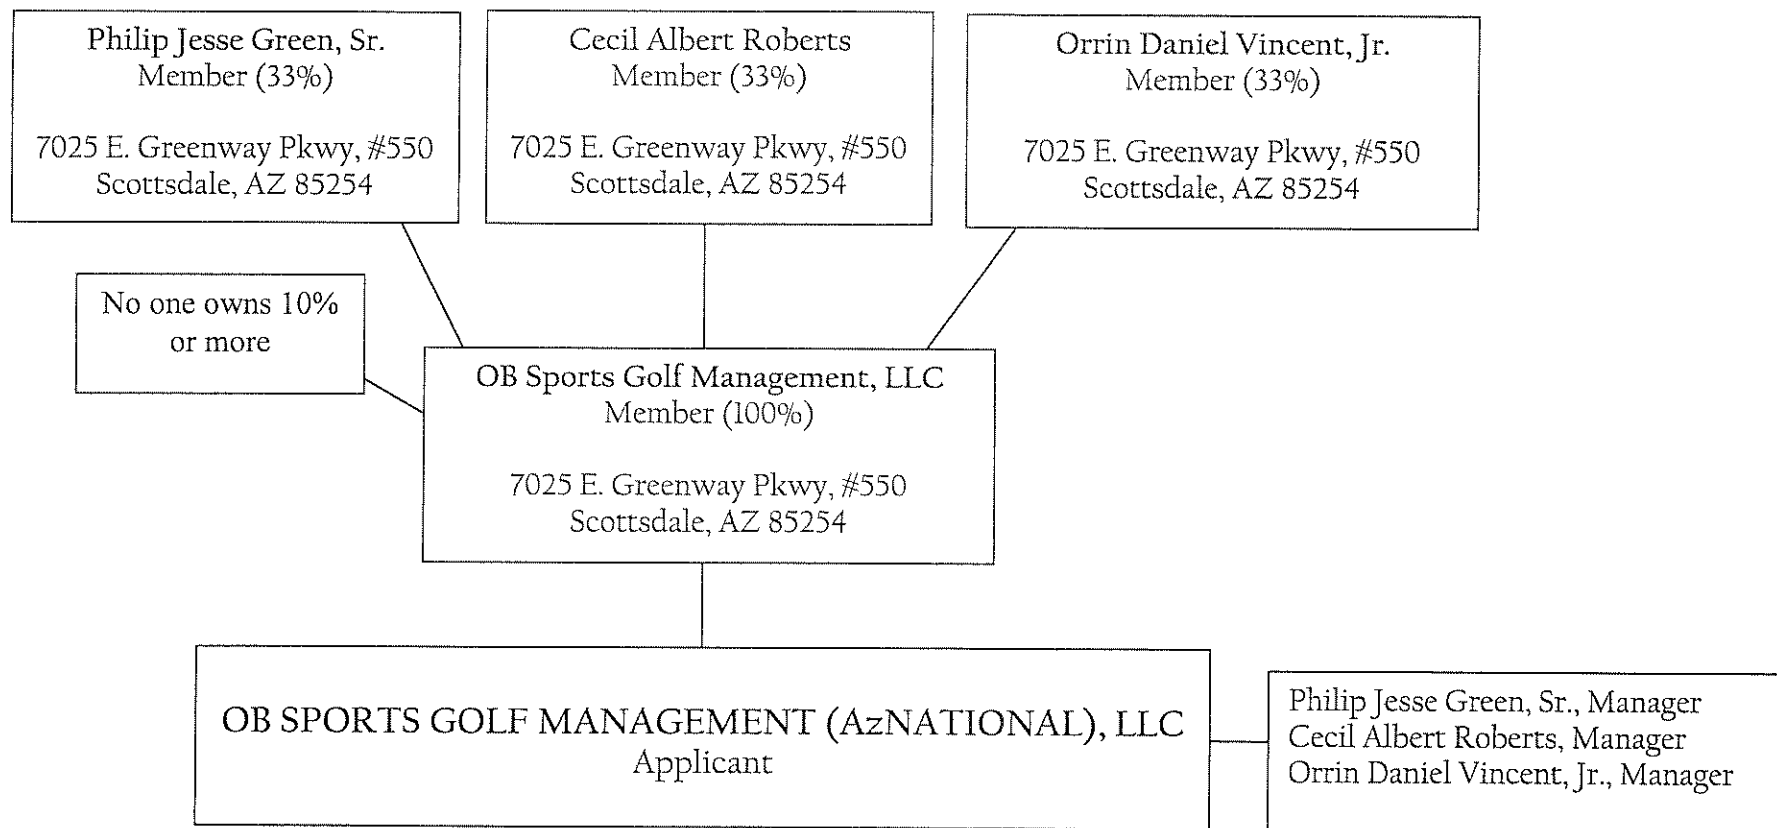 Philip Jesse Green, Sr.
Member (33%)
7025 E. Greenway Pkwy, #550
Scottsdale, AZ 85254
Cecil Albert Roberts
Member (33%)
7025 E. Greenway Pkwy, #550
Scottsdale, AZ 85254
Orrin Daniel Vincent, Jr.
Member (33%)
7025 E. Greenway Pkwy, #550
Scottsdale, AZ 85254
No one owns 10%
or more
OB Sports Golf Management, LLC
Member (100%)
7025 E. Greenway Pkwy, #550
Scottsdale, AZ 85254
OB SPORTS GOLF MANAGEMENT (AzNATIONAL), LLC
Applicant
Philip Jesse Green, Sr., Manager
Cecil Albert Roberts, Manager
Orrin Daniel Vincent, Jr., Manager